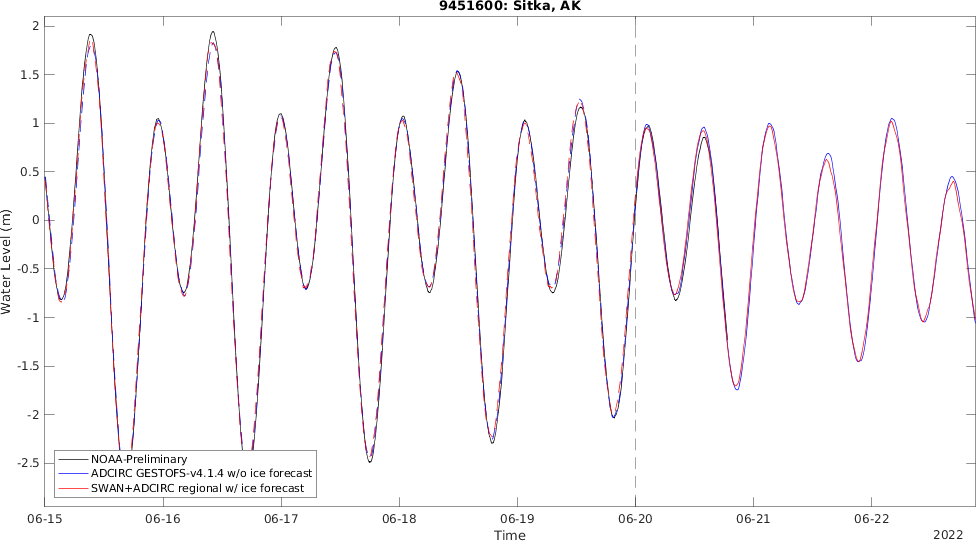 9451600: Sitka, AK
2
1.5
1
0.5
0
-0.5
-1
-1.5
-2
-2.5
Water Level (m)
NOAA-Preliminary
ADCIRC GESTOFS-v4.1.4 w/o ice forecast
SWAN+ADCIRC regional w/ ice forecast
06-15 06-16 06-17 06-18 06-19 06-20 06-21 06-22
Time
2022